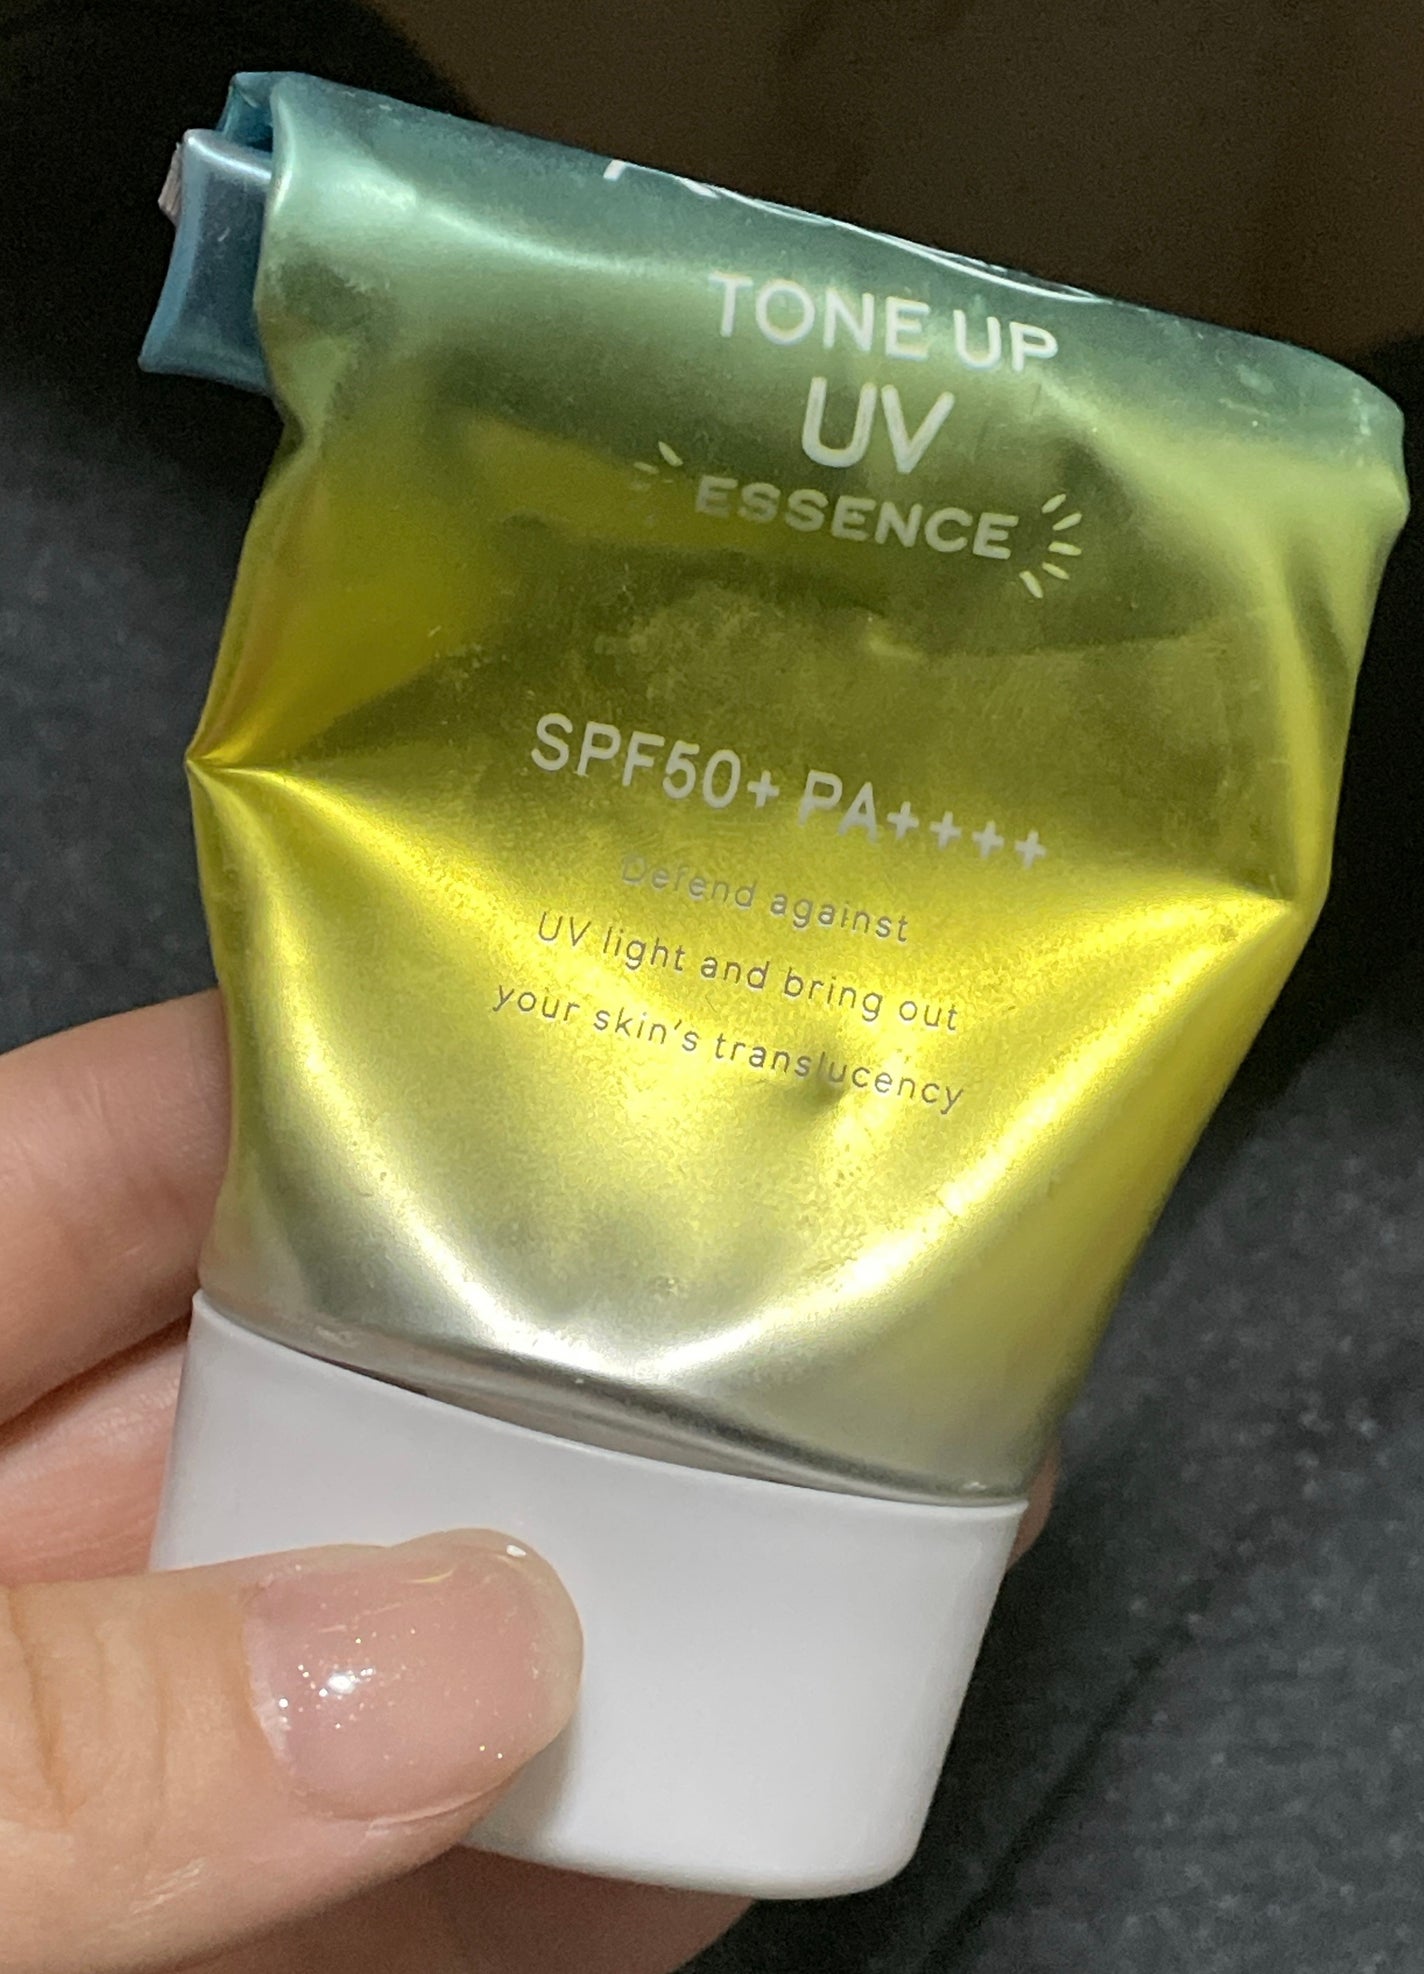 TONE UP
UV
ESSENCE
SPF50+ PA++++
Defend against
UV light and bring out
your skin's translucency